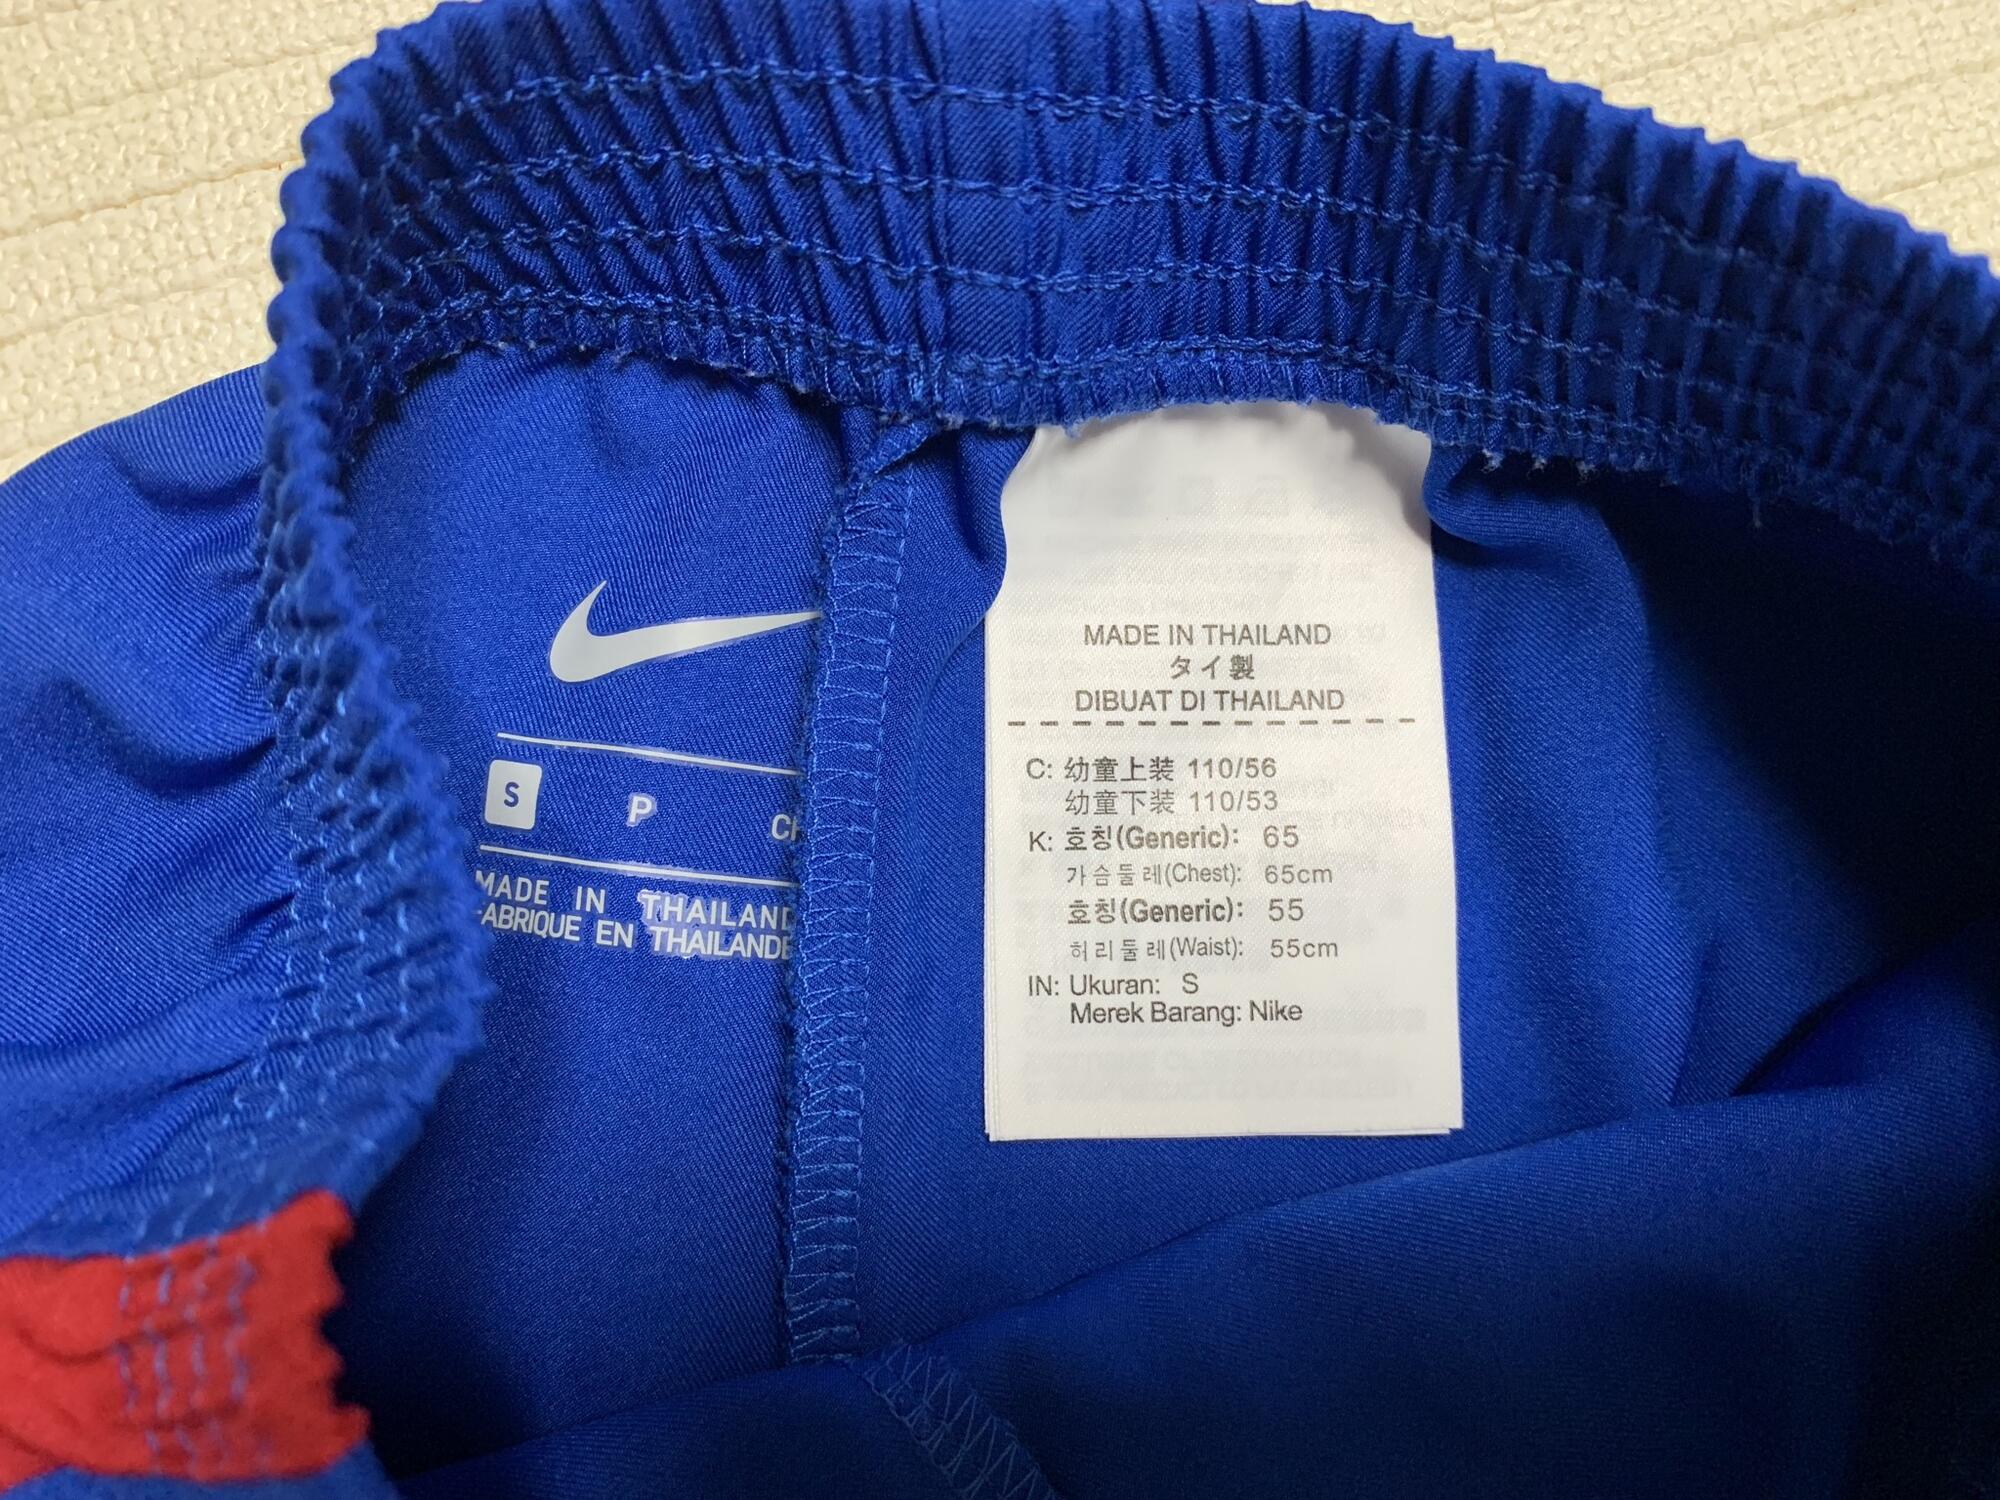 S P CH
MADE IN THAILAND
FABRIQUE EN THAILANDE
MADE IN THAILAND
タイ製
DIBUAT DI THAILAND
C: 幼童上装 110/56
幼童下装 110/53
K: 호칭(Generic): 65
가슴둘레(Chest): 65cm
호칭(Generic): 55
허리둘레(Waist): 55cm
IN: Ukuran: S
Merek Barang: Nike